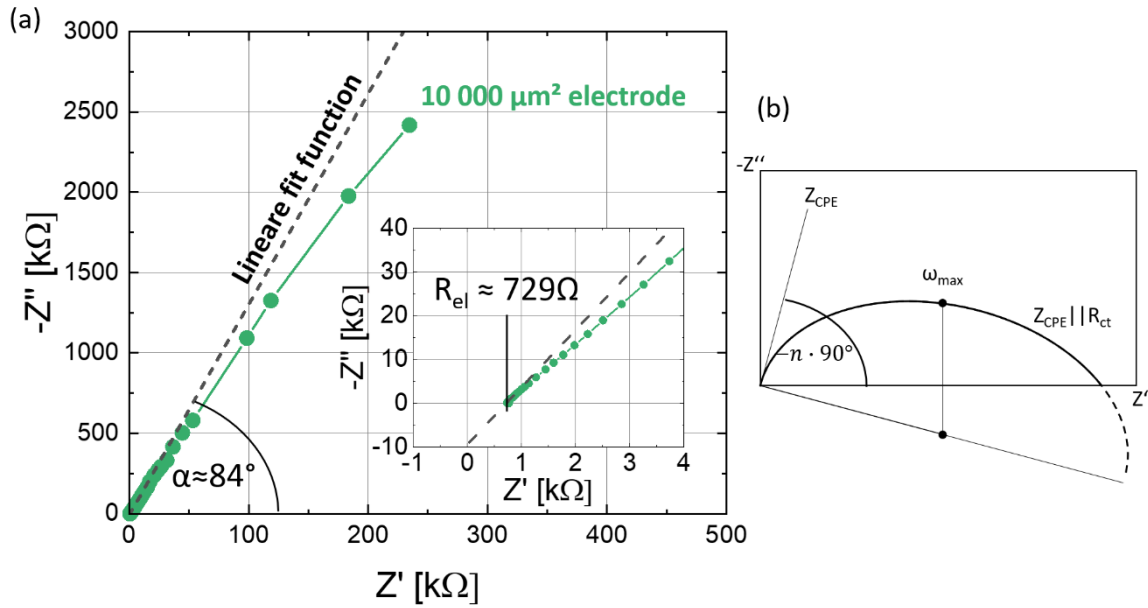 (a)
3000
2500
2000
1500
1000
500
0
-Z'' [kΩ]
0
100
200
300
400
500
Z' [kΩ]
Lineare fit function
10 000 µm² electrode
α≈84°
40
30
20
10
0
-10
-Z'' [kΩ]
-1
0
1
2
3
4
Z' [kΩ]
R_el ≈ 729Ω
(b)
-Z‘‘
Z_CPE
ω_max
Z_CPE||R_ct
−n · 90°
Z‘